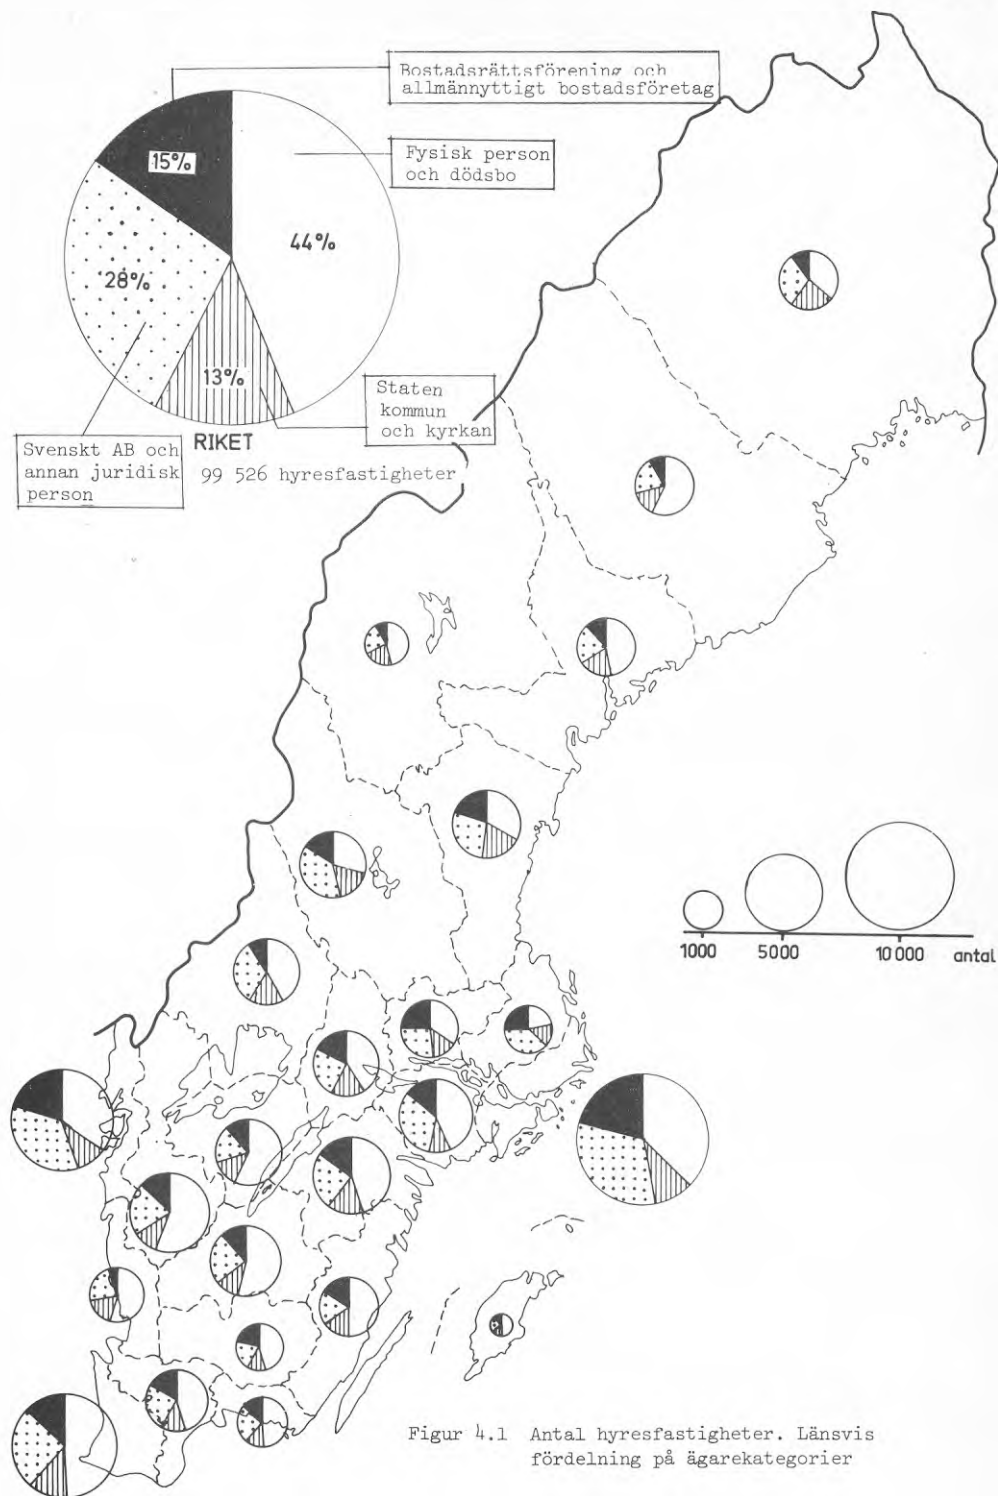 Bostadsrättsförening och
allmännyttigt bostadsföretag
Fysisk person
och dödsbo
15%
44%
28%
13%
Staten
kommun
och kyrkan
Svenskt AB och
annan juridisk
person
RIKET
99 526 hyresfastigheter
1000
5000
10000
antal
Figur 4.1 Antal hyresfastigheter. Länsvis
fördelning på ägarekategorier